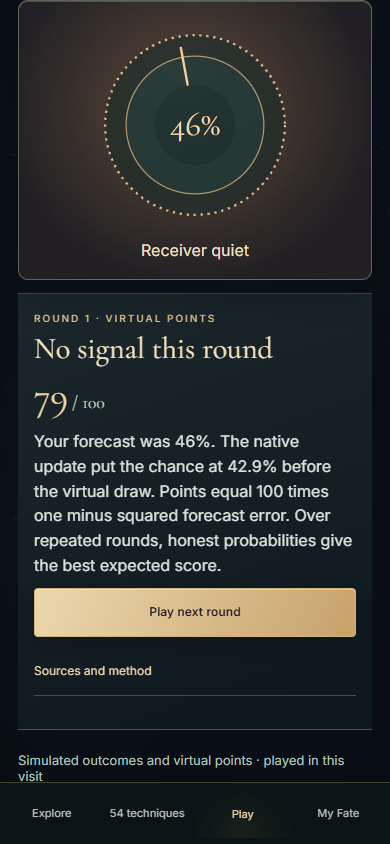 46%
Receiver quiet
ROUND 1 · VIRTUAL POINTS
No signal this round
79 / 100
Your forecast was 46%. The native
update put the chance at 42.9% before
the virtual draw. Points equal 100 times
one minus squared forecast error. Over
repeated rounds, honest probabilities give
the best expected score.
Play next round
Sources and method
Simulated outcomes and virtual points · played in this
visit
Explore 54 techniques Play My Fate